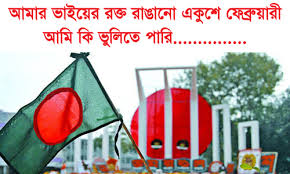 আমার ভাইয়ের রক্ত রাঙানো একুশে ফেব্রুয়ারী
আমি কি ভুলিতে পারি...............